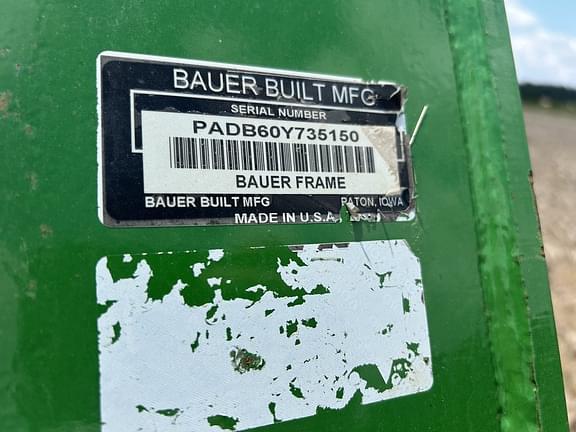 BAUER BUILT MFG
SERIAL NUMBER
PADB60Y735150
BAUER FRAME
BAUER BUILT MFG PATON, IOWA
MADE IN U.S.A.